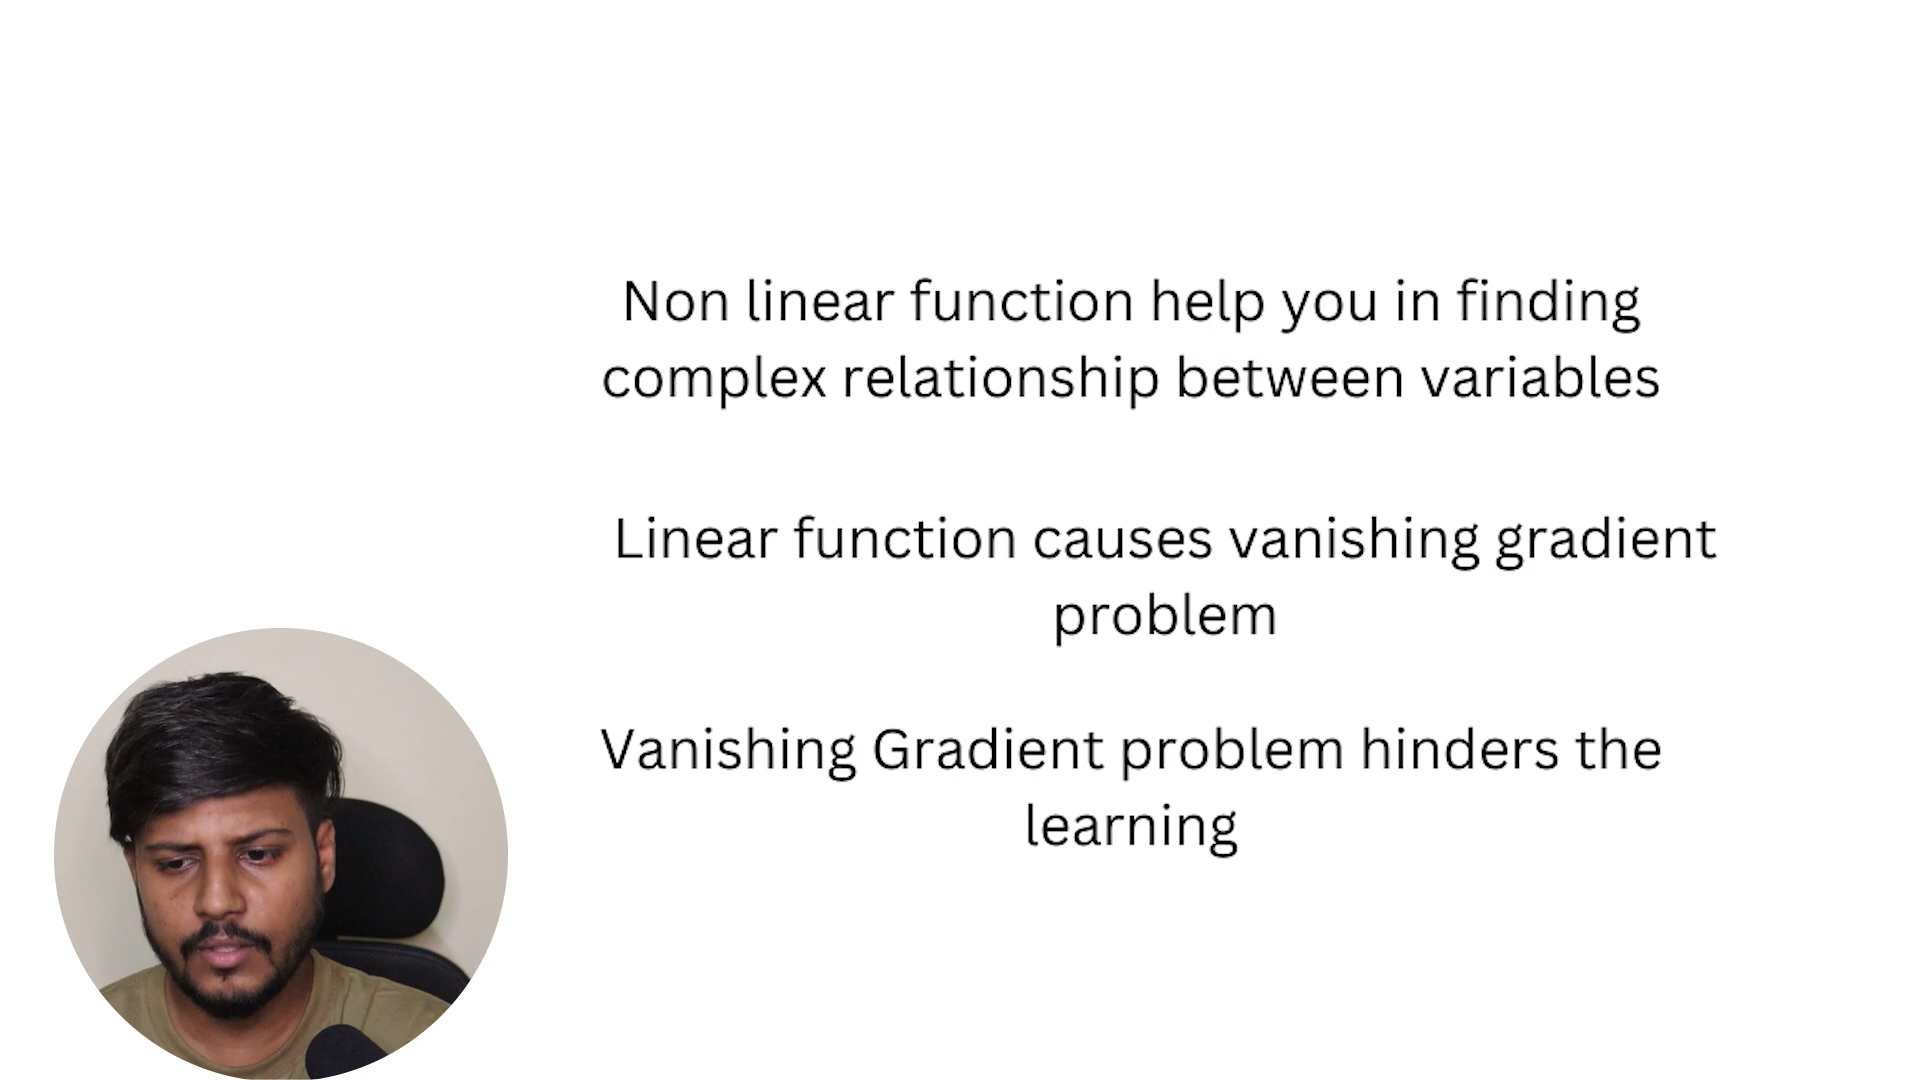 Non linear function help you in finding
complex relationship between variables
Linear function causes vanishing gradient
problem
Vanishing Gradient problem hinders the
learning